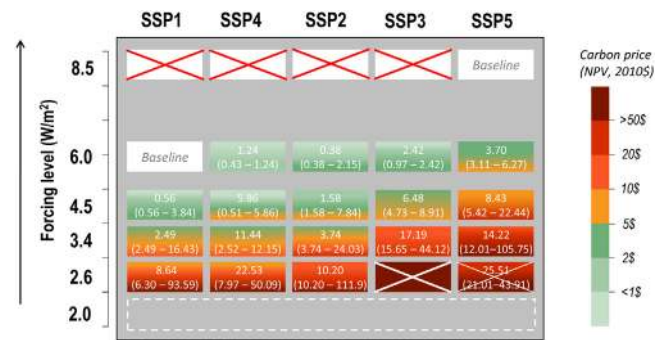 SSP1 SSP4 SSP2 SSP3 SSP5
Carbon price
(NPV, 2010$)
Forcing level (W/m²)
8.5 Baseline
6.0 Baseline 1.24 0.38 2.42 3.70
(0.43 – 1.24) (0.38 – 2.15) (0.97 – 2.42) (3.11 – 6.27)
4.5 0.56 5.86 1.58 6.48 8.43
(0.56 – 3.84) (0.51 – 5.86) (1.58 – 7.84) (4.73 – 8.91) (5.42 – 22.44)
3.4 2.49 11.44 3.74 17.19 14.22
(2.49 – 16.43) (2.52 – 12.15) (3.74 – 24.03) (15.65 – 44.12) (12.01–105.75)
2.6 8.64 22.53 10.20 25.51
(6.30 – 93.59) (7.97 – 50.09) (10.20 – 111.9) (21.01–43.91)
2.0
>50$
20$
10$
5$
2$
<1$